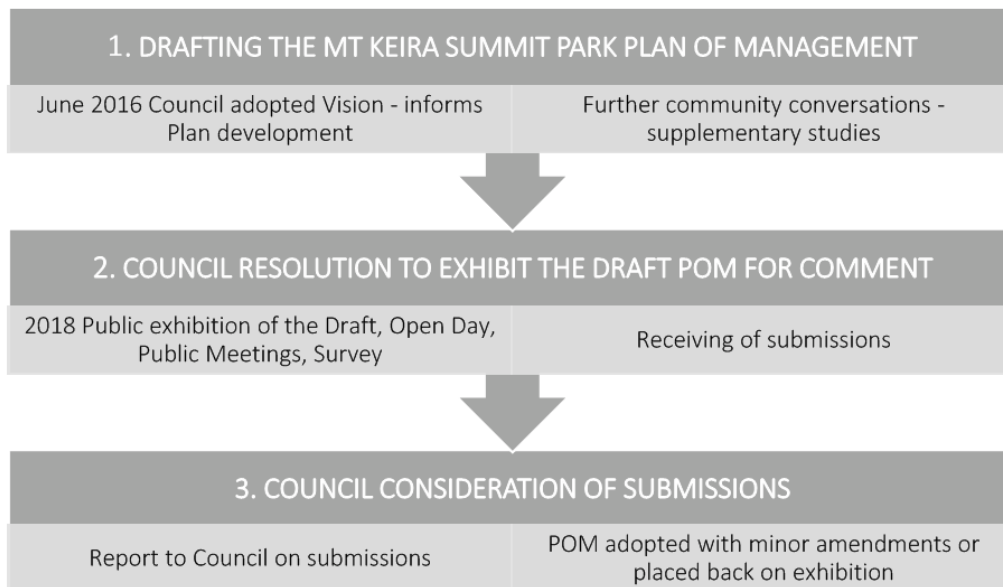 1. DRAFTING THE MT KEIRA SUMMIT PARK PLAN OF MANAGEMENT
June 2016 Council adopted Vision - informs
Plan development
Further community conversations -
supplementary studies
2. COUNCIL RESOLUTION TO EXHIBIT THE DRAFT POM FOR COMMENT
2018 Public exhibition of the Draft, Open Day,
Public Meetings, Survey
Receiving of submissions
3. COUNCIL CONSIDERATION OF SUBMISSIONS
Report to Council on submissions
POM adopted with minor amendments or
placed back on exhibition